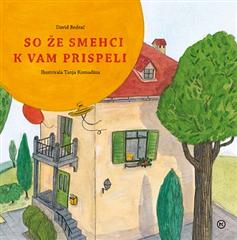 David Bedrač
SO ŽE SMEHCI
K VAM PRISPELI
Ilustrirala Tanja Komadina